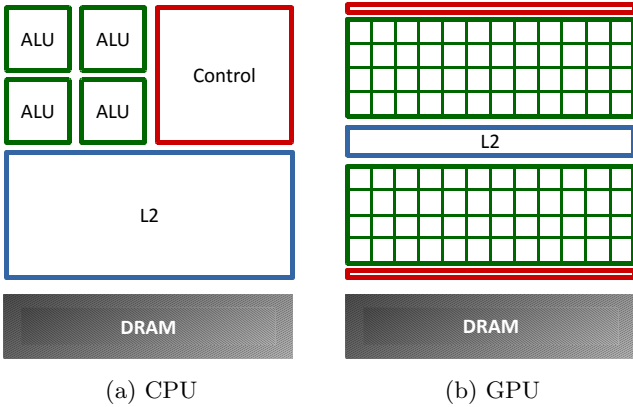 ALU ALU
Control
ALU ALU
L2
DRAM
(a) CPU
L2
DRAM
(b) GPU